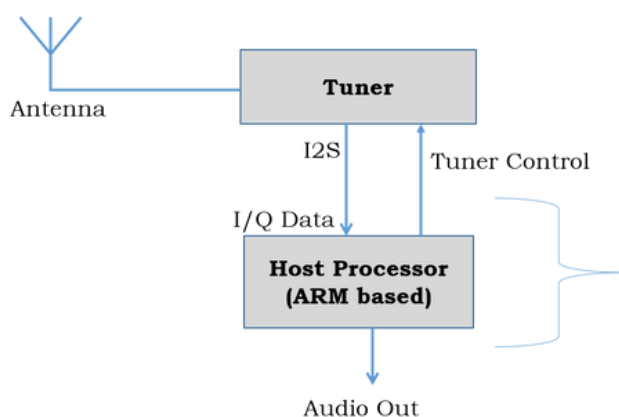 Tuner
Antenna
I2S
Tuner Control
I/Q Data
Host Processor
(ARM based)
Audio Out